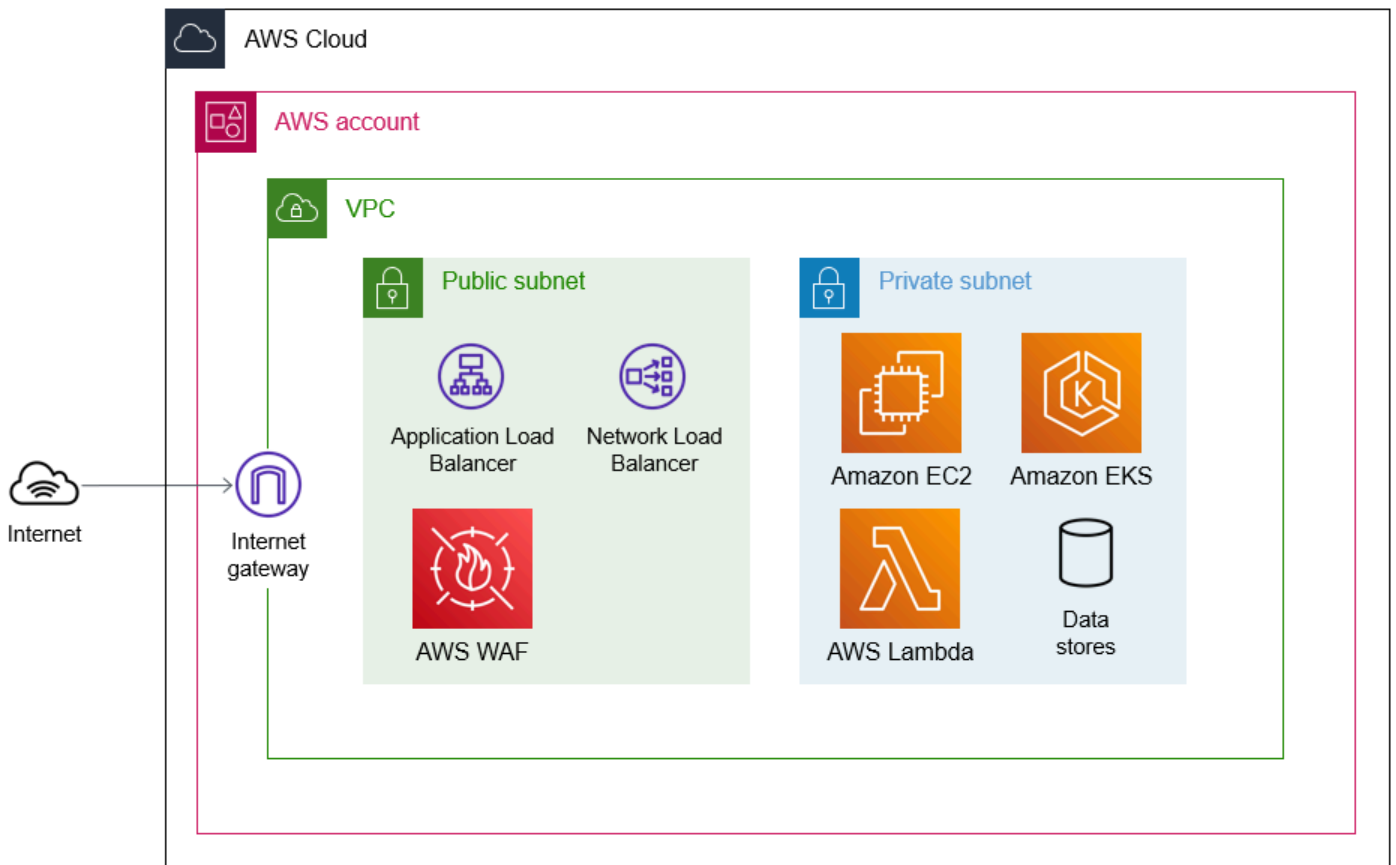 AWS Cloud
AWS account
VPC
Public subnet
Private subnet
Application Load
Balancer
Network Load
Balancer
Amazon EC2
Amazon EKS
K
Internet
Internet
gateway
AWS WAF
AWS Lambda
Data
stores